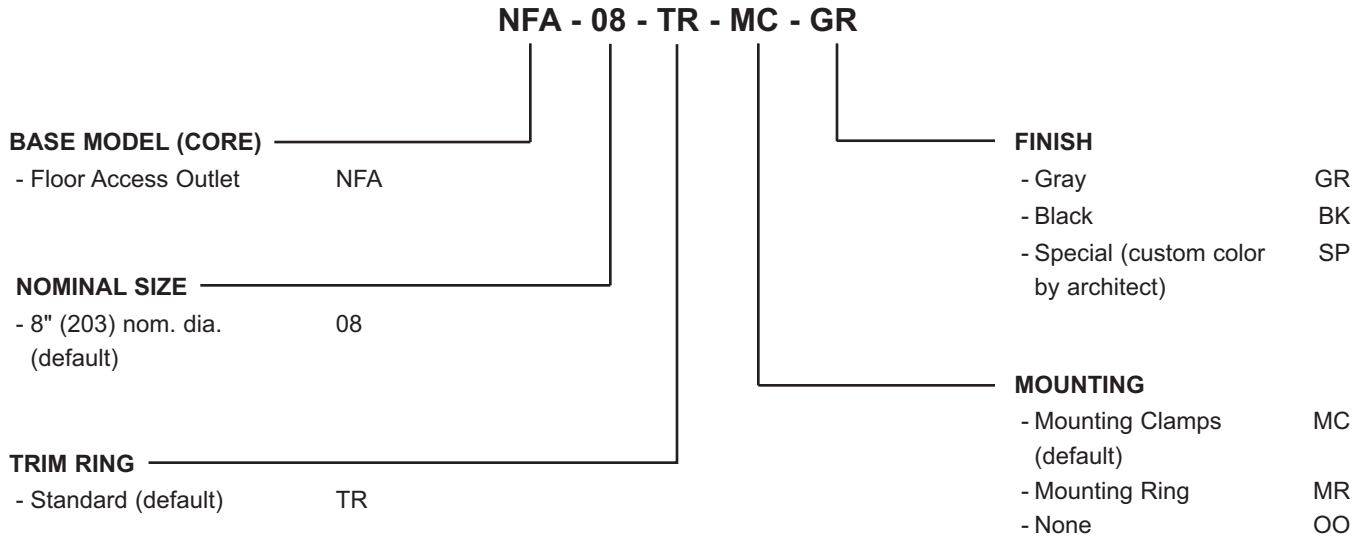 NFA - 08 - TR - MC - GR
BASE MODEL (CORE)
- Floor Access Outlet NFA
NOMINAL SIZE
- 8" (203) nom. dia. 08
(default)
TRIM RING
- Standard (default) TR
FINISH
- Gray GR
- Black BK
- Special (custom color SP
by architect)
MOUNTING
- Mounting Clamps MC
(default)
- Mounting Ring MR
- None OO